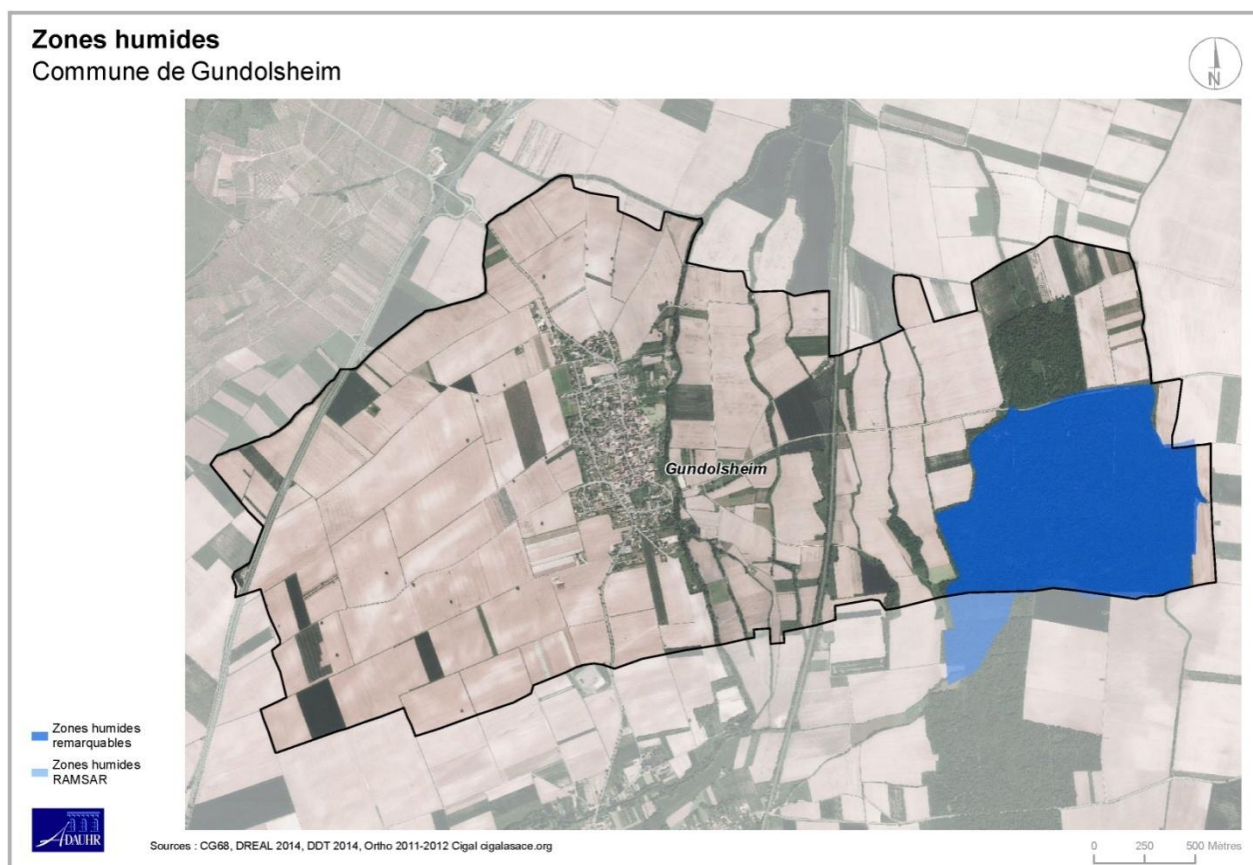 Zones humides
Commune de Gundolsheim
N
Gundolsheim
Zones humides
remarquables
Zones humides
RAMSAR
ADAUHR
Sources : CG68, DREAL 2014, DDT 2014, Ortho 2011-2012 Cigal cigalasace.org
0 250 500 Mètres